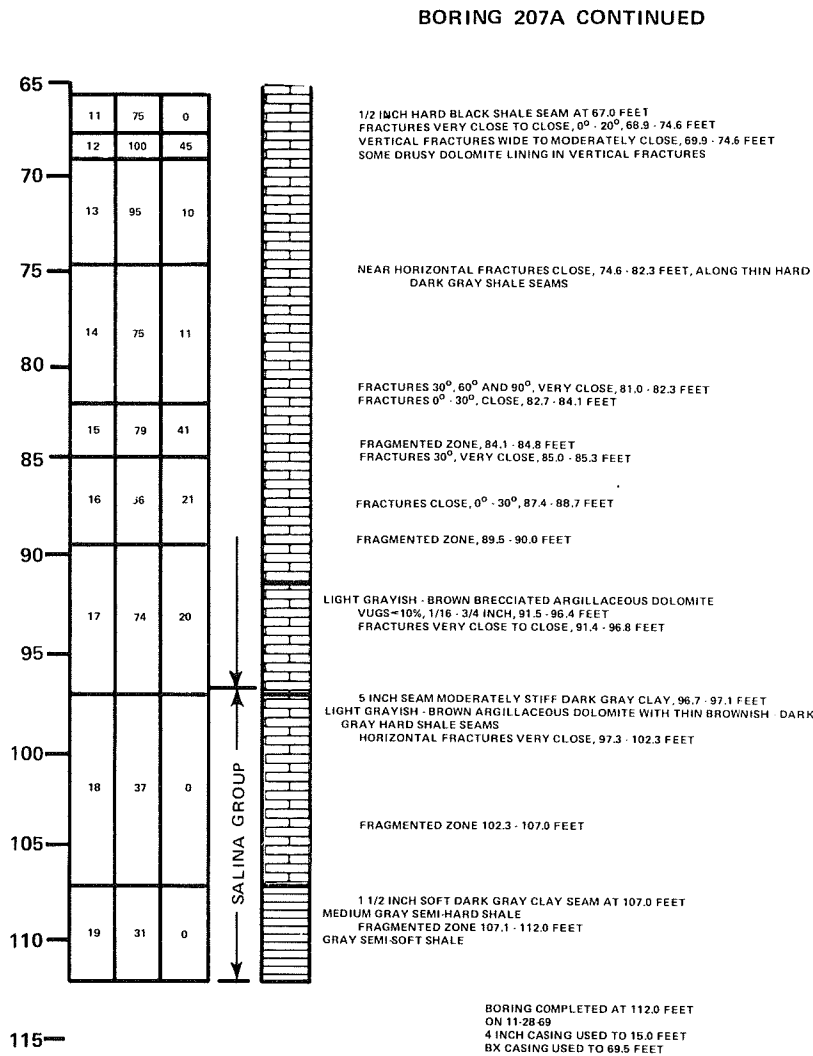 BORING 207A CONTINUED
65
11 75 0
1/2 INCH HARD BLACK SHALE SEAM AT 67.0 FEET
FRACTURES VERY CLOSE TO CLOSE, 0° - 20°, 68.9 - 74.6 FEET
12 100 45
VERTICAL FRACTURES WIDE TO MODERATELY CLOSE, 69.9 - 74.6 FEET
SOME DRUSY DOLOMITE LINING IN VERTICAL FRACTURES
70
13 95 10
75
NEAR HORIZONTAL FRACTURES CLOSE, 74.6 - 82.3 FEET, ALONG THIN HARD
DARK GRAY SHALE SEAMS
14 75 11
80
FRACTURES 30°, 60° AND 90°, VERY CLOSE, 81.0 - 82.3 FEET
FRACTURES 0° - 30°, CLOSE, 82.7 - 84.1 FEET
15 79 41
FRAGMENTED ZONE, 84.1 - 84.8 FEET
85
FRACTURES 30°, VERY CLOSE, 85.0 - 85.3 FEET
16 56 21
FRACTURES CLOSE, 0° - 30°, 87.4 - 88.7 FEET
FRAGMENTED ZONE, 89.5 - 90.0 FEET
90
LIGHT GRAYISH - BROWN BRECCIATED ARGILLACEOUS DOLOMITE
17 74 20
VUGS≈10%, 1/16 - 3/4 INCH, 91.5 - 96.4 FEET
FRACTURES VERY CLOSE TO CLOSE, 91.4 - 96.8 FEET
95
5 INCH SEAM MODERATELY STIFF DARK GRAY CLAY, 96.7 - 97.1 FEET
LIGHT GRAYISH - BROWN ARGILLACEOUS DOLOMITE WITH THIN BROWNISH - DARK
GRAY HARD SHALE SEAMS
HORIZONTAL FRACTURES VERY CLOSE, 97.3 - 102.3 FEET
100
18 37 0
SALINA GROUP
FRAGMENTED ZONE 102.3 - 107.0 FEET
105
1 1/2 INCH SOFT DARK GRAY CLAY SEAM AT 107.0 FEET
MEDIUM GRAY SEMI-HARD SHALE
19 31 0
FRAGMENTED ZONE 107.1 - 112.0 FEET
110
GRAY SEMI-SOFT SHALE
BORING COMPLETED AT 112.0 FEET
ON 11-28-69
4 INCH CASING USED TO 15.0 FEET
115
BX CASING USED TO 69.5 FEET